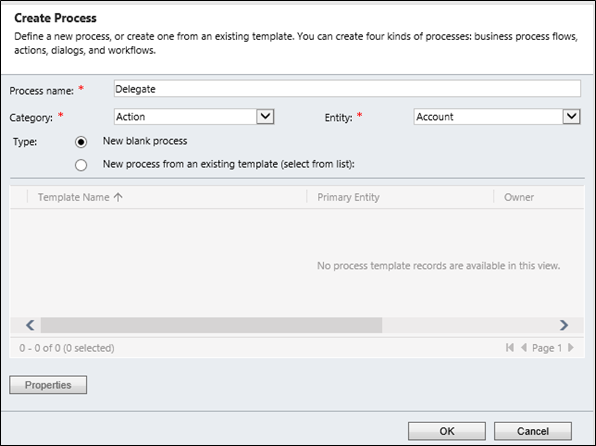 Create Process
Define a new process, or create one from an existing template. You can create four kinds of processes: business process flows,
actions, dialogs, and workflows.
Process name: * Delegate
Category: * Action Entity: * Account
Type: New blank process
New process from an existing template (select from list):
Template Name ↑ Primary Entity Owner
No process template records are available in this view.
0 - 0 of 0 (0 selected) Page 1
Properties
OK Cancel